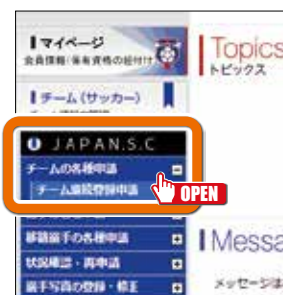 マイページ
会員情報・保有資格の紐付け
Topics
トピックス
チーム（サッカー）
JAPAN.S.C
チームの各種申請
チーム継続登録申請
OPEN
移籍選手の各種申請
状況確認・再申請
選手写真の登録・修正
Messa
メッセージは